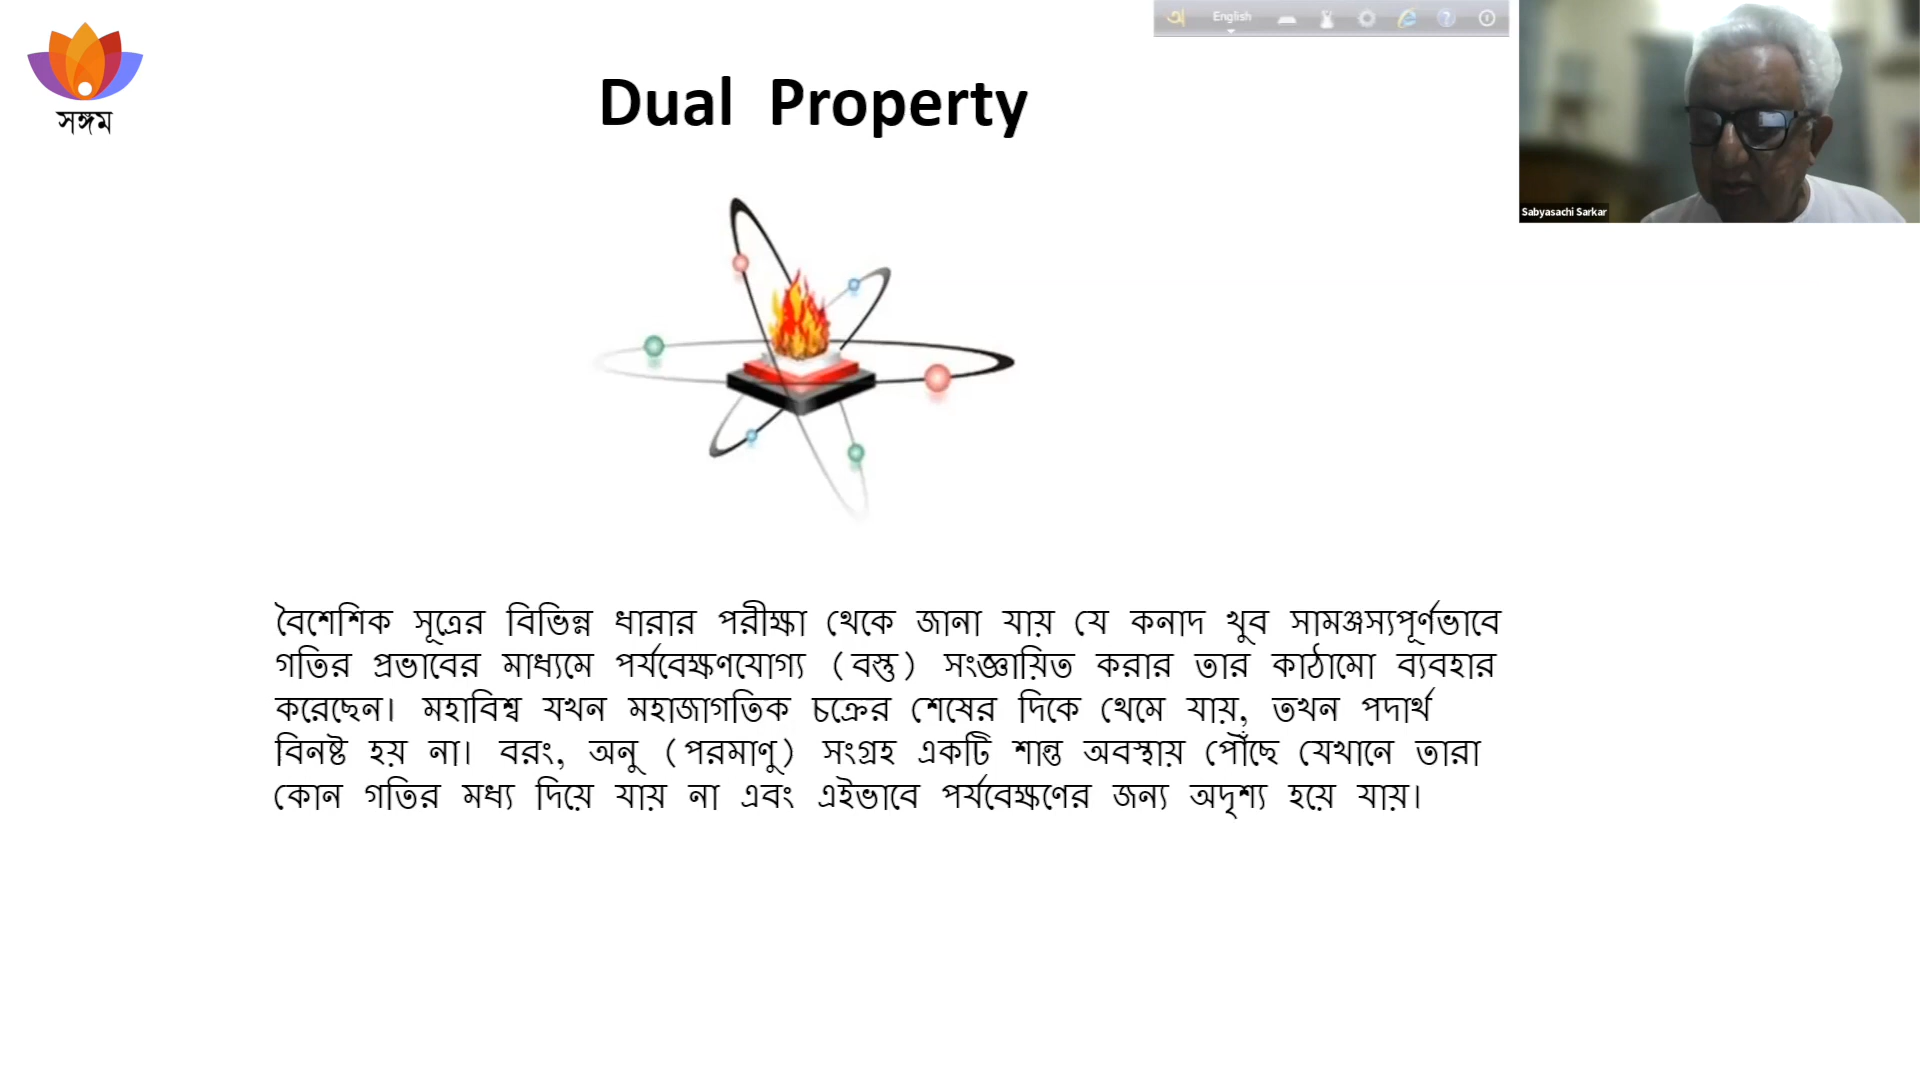 সঙ্গম
English
Dual Property
Sabyasachi Sarkar
বৈশেশিক সূত্রের বিভিন্ন ধারার পরীক্ষা থেকে জানা যায় যে কনাদ খুব সামঞ্জস্যপূর্ণভাবে
গতির প্রভাবের মাধ্যমে পর্যবেক্ষণযোগ্য (বস্তু) সংজ্ঞায়িত করার তার কাঠামো ব্যবহার
করেছেন। মহাবিশ্ব যখন মহাজাগতিক চক্রের শেষের দিকে থেমে যায়, তখন পদার্থ
বিনষ্ট হয় না। বরং, অনু (পরমাণু) সংগ্রহ একটি শান্ত অবস্থায় পৌঁছে যেখানে তারা
কোন গতির মধ্য দিয়ে যায় না এবং এইভাবে পর্যবেক্ষণের জন্য অদৃশ্য হয়ে যায়।